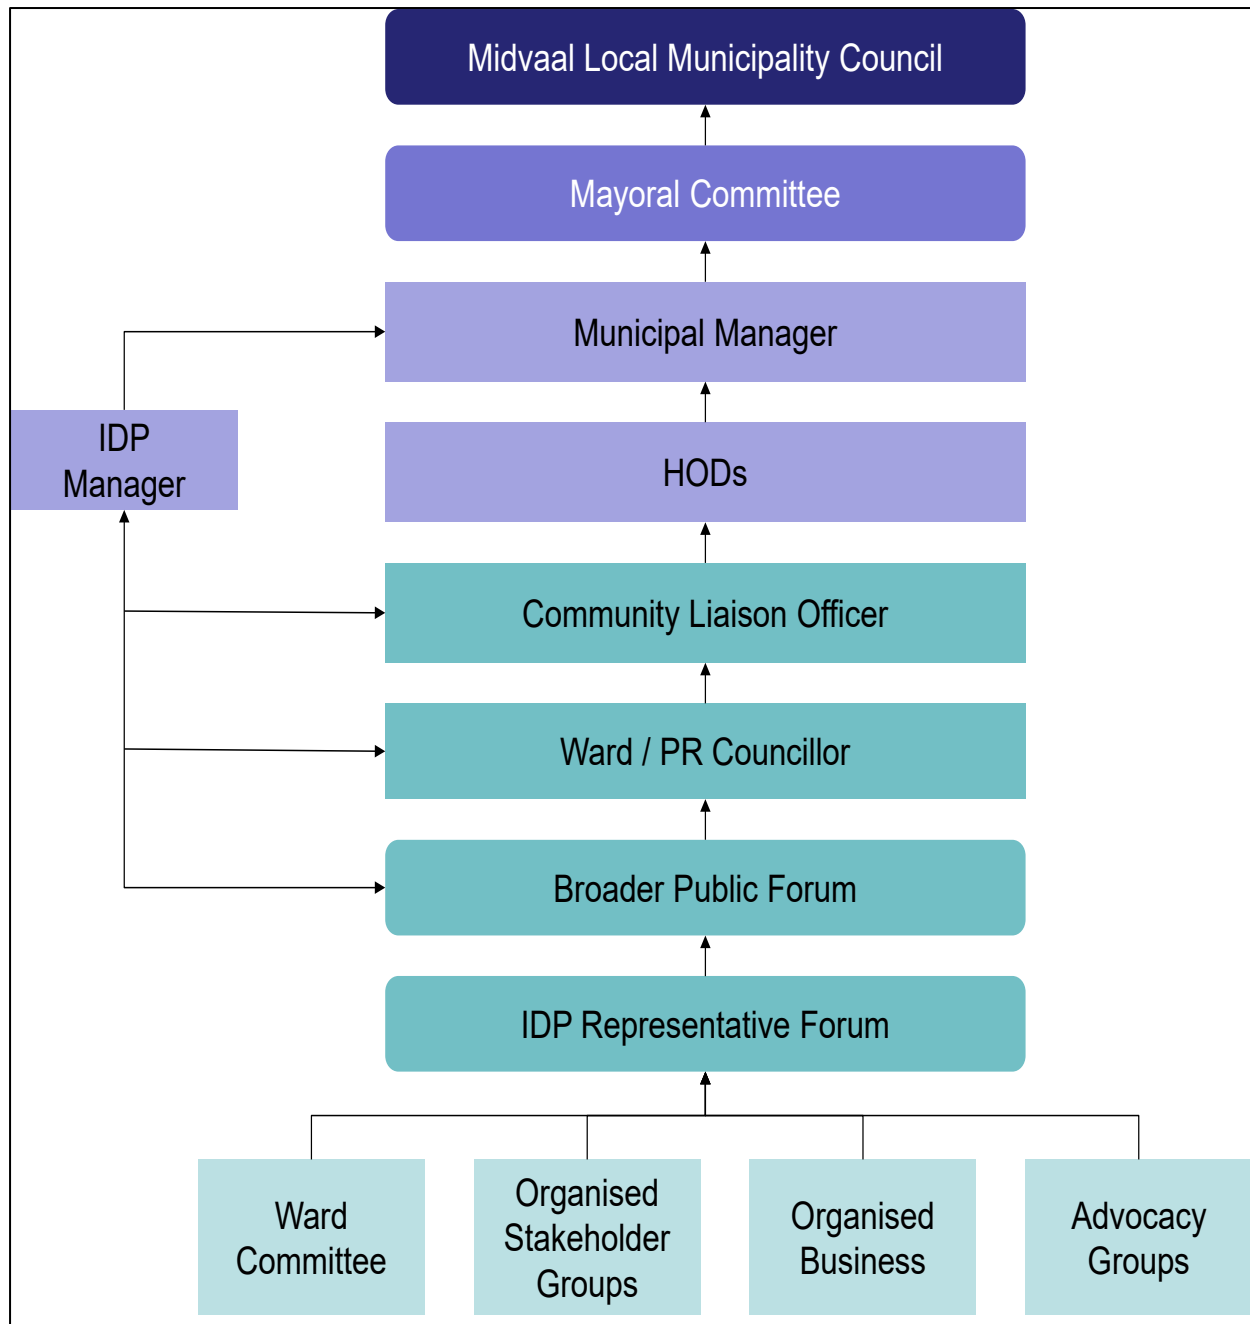 Midvaal Local Municipality Council
Mayoral Committee
Municipal Manager
IDP
Manager
HODs
Community Liaison Officer
Ward / PR Councillor
Broader Public Forum
IDP Representative Forum
Ward
Committee
Organised
Stakeholder
Groups
Organised
Business
Advocacy
Groups